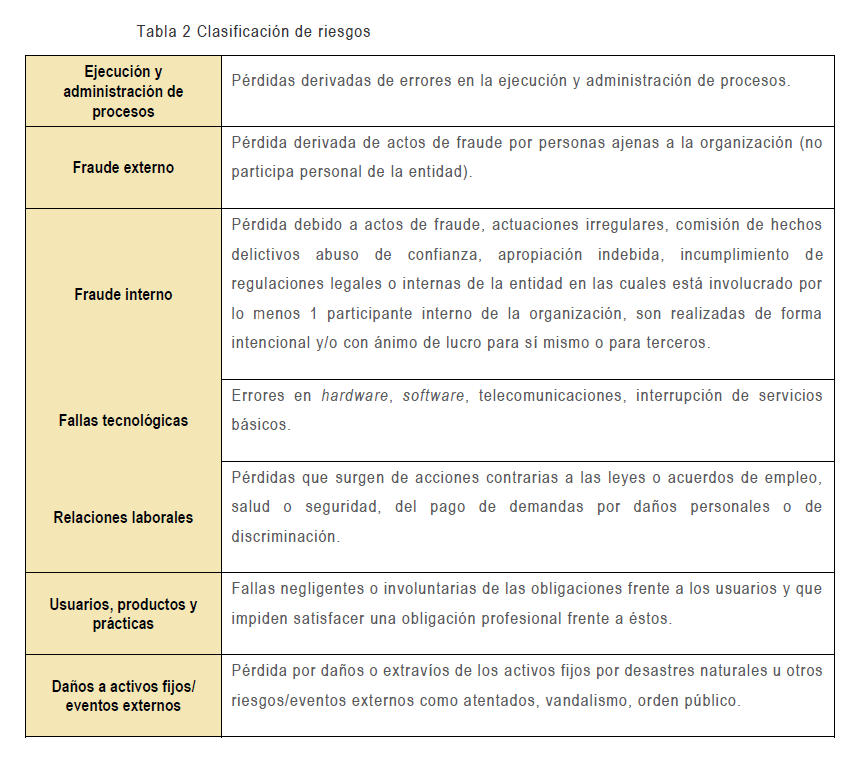 Tabla 2 Clasificación de riesgos
Ejecución y
administración de
procesos
Pérdidas derivadas de errores en la ejecución y administración de procesos.
Fraude externo
Pérdida derivada de actos de fraude por personas ajenas a la organización (no
participa personal de la entidad).
Fraude interno
Pérdida debido a actos de fraude, actuaciones irregulares, comisión de hechos
delictivos abuso de confianza, apropiación indebida, incumplimiento de
regulaciones legales o internas de la entidad en las cuales está involucrado por
lo menos 1 participante interno de la organización, son realizadas de forma
intencional y/o con ánimo de lucro para sí mismo o para terceros.
Fallas tecnológicas
Errores en hardware, software, telecomunicaciones, interrupción de servicios
básicos.
Relaciones laborales
Pérdidas que surgen de acciones contrarias a las leyes o acuerdos de empleo,
salud o seguridad, del pago de demandas por daños personales o de
discriminación.
Usuarios, productos y
prácticas
Fallas negligentes o involuntarias de las obligaciones frente a los usuarios y que
impiden satisfacer una obligación profesional frente a éstos.
Daños a activos fijos/
eventos externos
Pérdida por daños o extravíos de los activos fijos por desastres naturales u otros
riesgos/eventos externos como atentados, vandalismo, orden público.